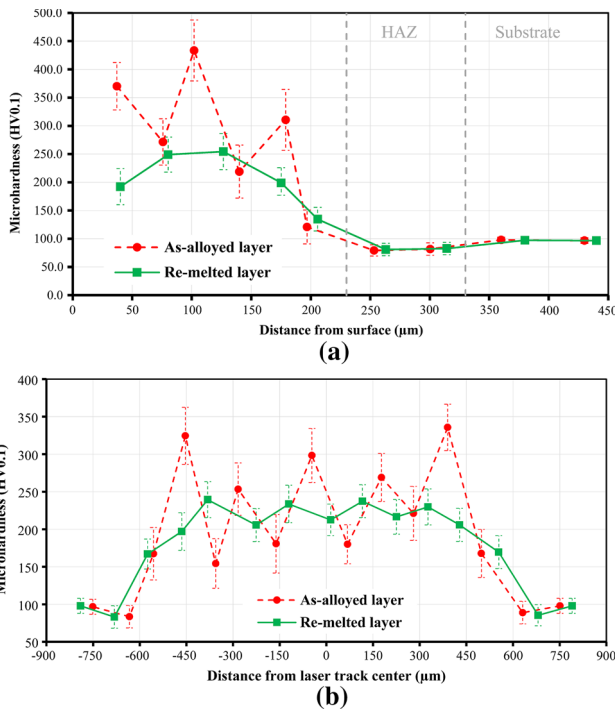 500.0
450.0
400.0
350.0
300.0
250.0
200.0
150.0
100.0
50.0
0.0
Microhardness (HV0.1)
HAZ
Substrate
As-alloyed layer
Re-melted layer
0 50 100 150 200 250 300 350 400 450
Distance from surface (µm)
(a)
400
350
300
250
200
150
100
50
Microhardness (HV0.1)
As-alloyed layer
Re-melted layer
-900 -750 -600 -450 -300 -150 0 150 300 450 600 750 900
Distance from laser track center (µm)
(b)